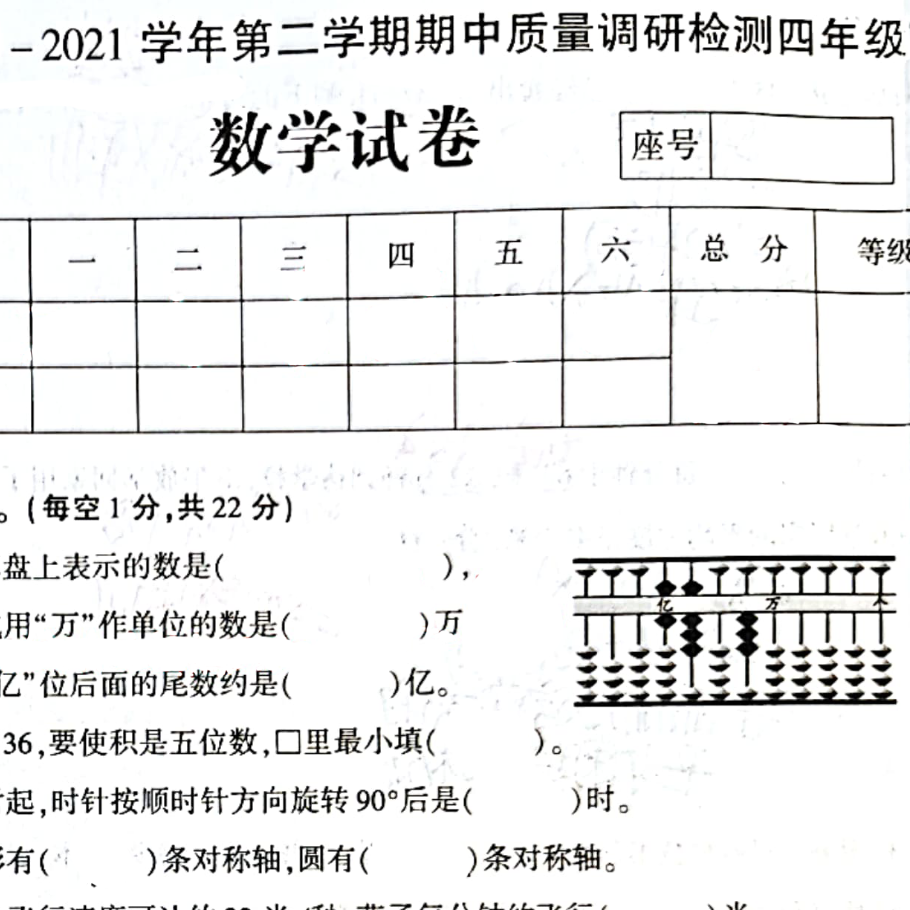 -2021 学年第二学期期中质量调研检测四年级
数学试卷
座号
一 二 三 四 五 六 总 分 等级
。(每空1分,共22分)
盘上表示的数是( ),
用“万”作单位的数是( )万
亿”位后面的尾数约是( )亿。
36,要使积是五位数,□里最小填( )。
起,时针按顺时针方向旋转90°后是( )时。
有( )条对称轴,圆有( )条对称轴。
亿 万 个